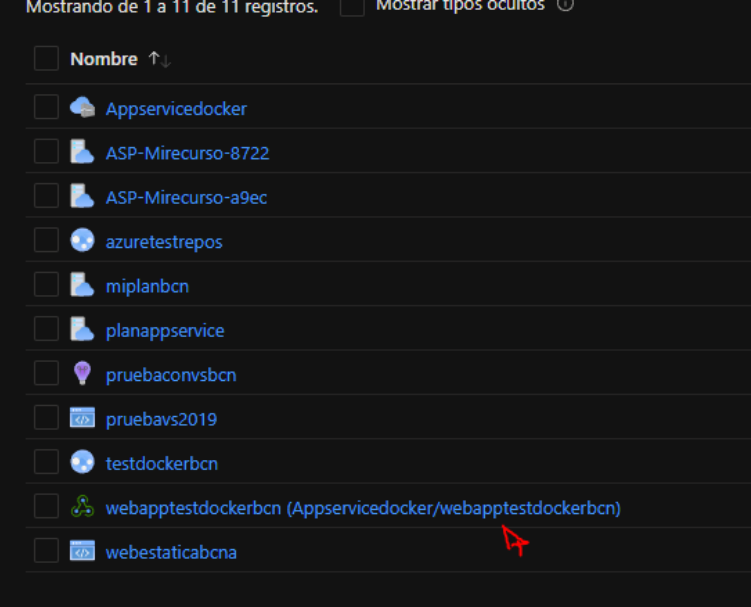 Mostrando de 1 a 11 de 11 registros. Mostrar tipos ocultos
Nombre
Appservicedocker
ASP-Mirecurso-8722
ASP-Mirecurso-a9ec
azuretestrepos
miplanbcn
planappservice
pruebaconvsbcn
pruebavs2019
testdockerbcn
webapptestdockerbcn (Appservicedocker/webapptestdockerbcn)
webestaticabcna